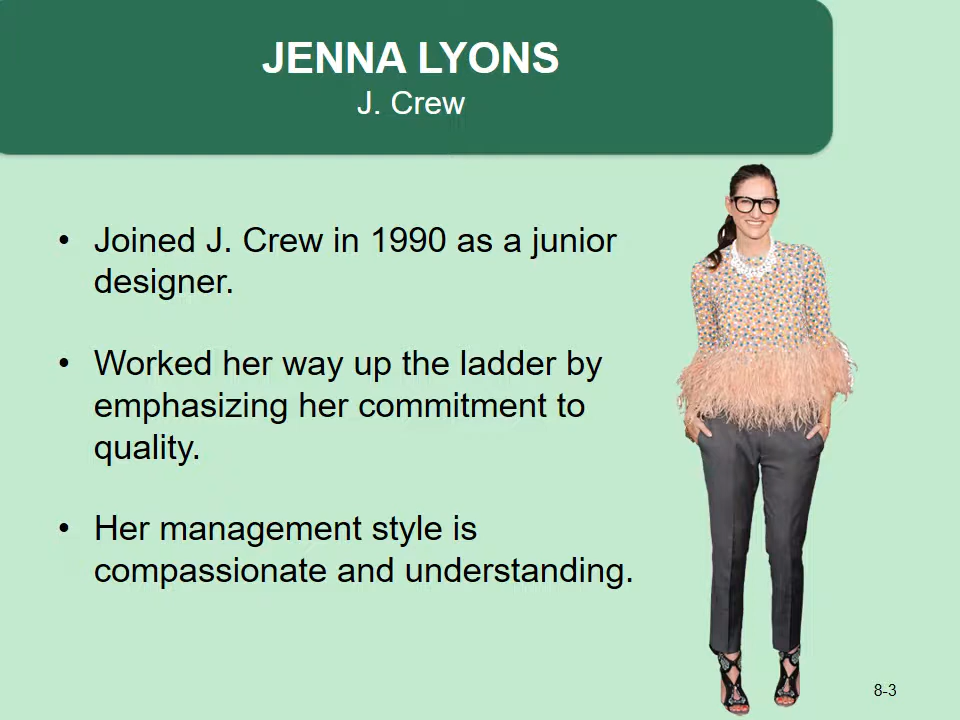 JENNA LYONS
J. Crew
• Joined J. Crew in 1990 as a junior
designer.
• Worked her way up the ladder by
emphasizing her commitment to
quality.
• Her management style is
compassionate and understanding.
8-3